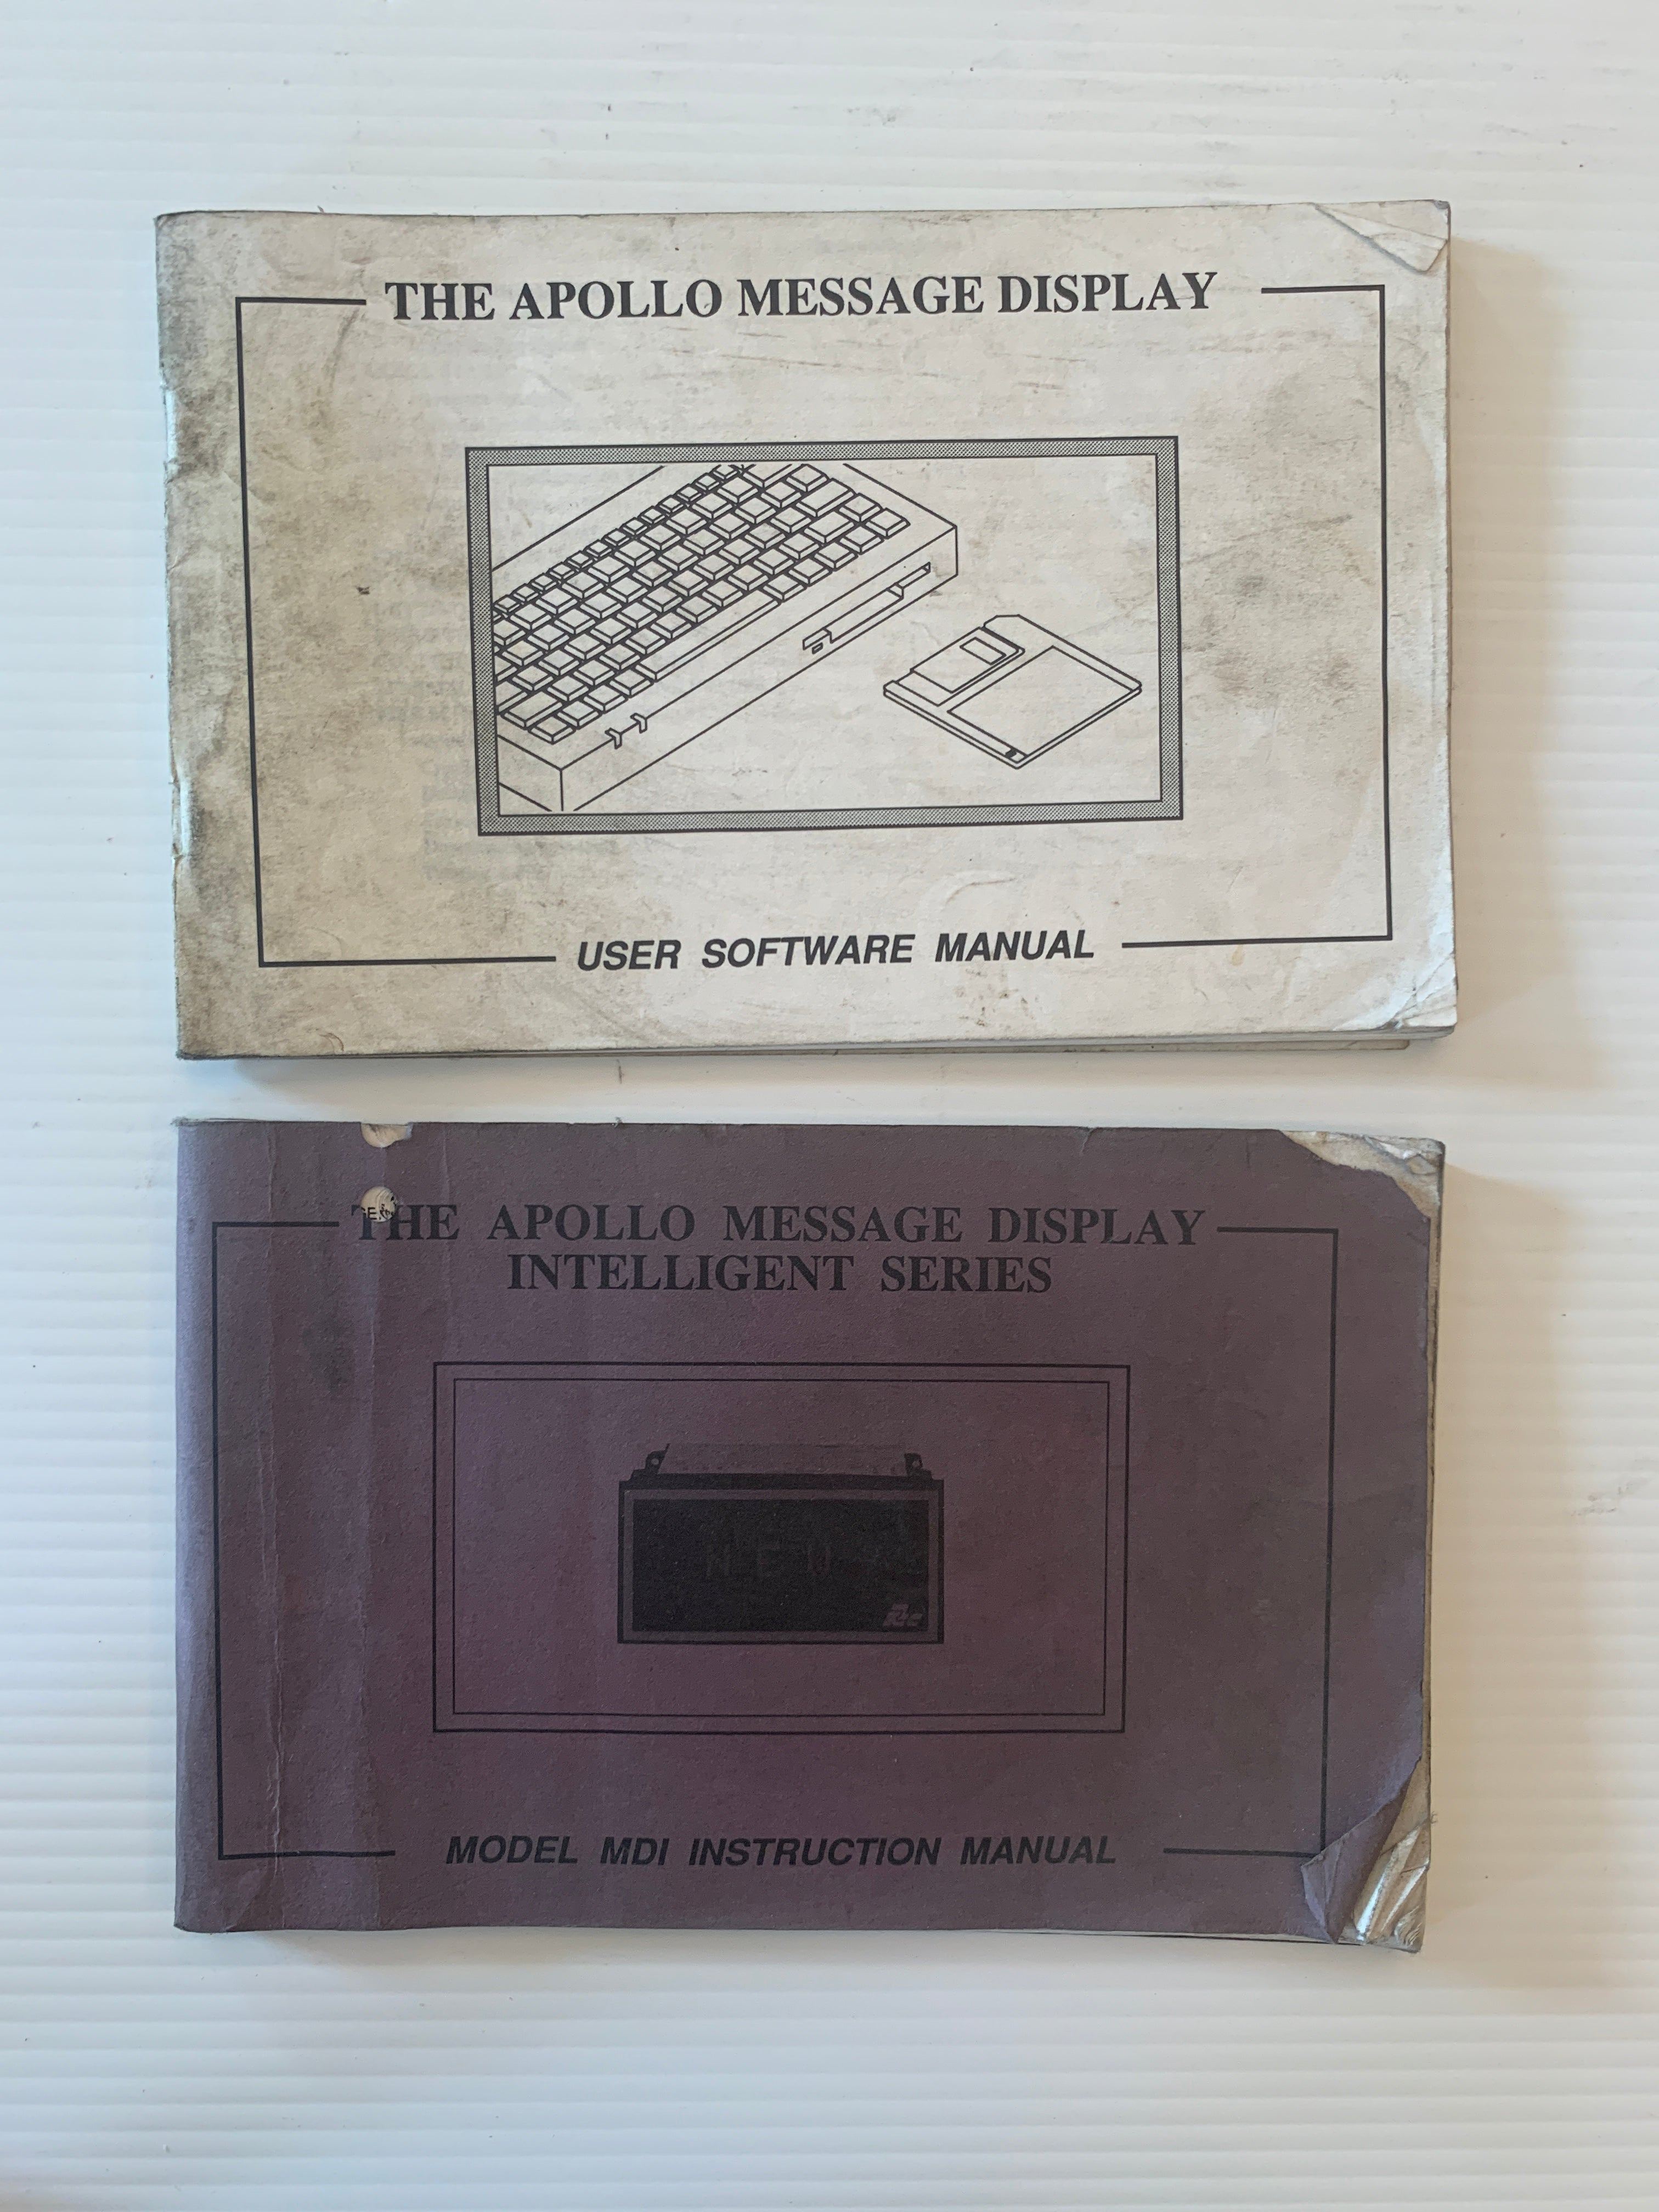 THE APOLLO MESSAGE DISPLAY
USER SOFTWARE MANUAL
THE APOLLO MESSAGE DISPLAY
INTELLIGENT SERIES
MODEL MDI INSTRUCTION MANUAL